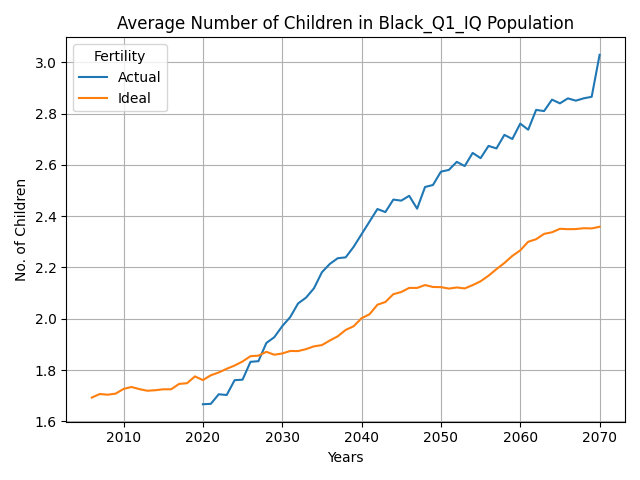 Average Number of Children in Black_Q1_IQ Population
Fertility
Actual
Ideal
No. of Children
3.0
2.8
2.6
2.4
2.2
2.0
1.8
1.6
2010 2020 2030 2040 2050 2060 2070
Years